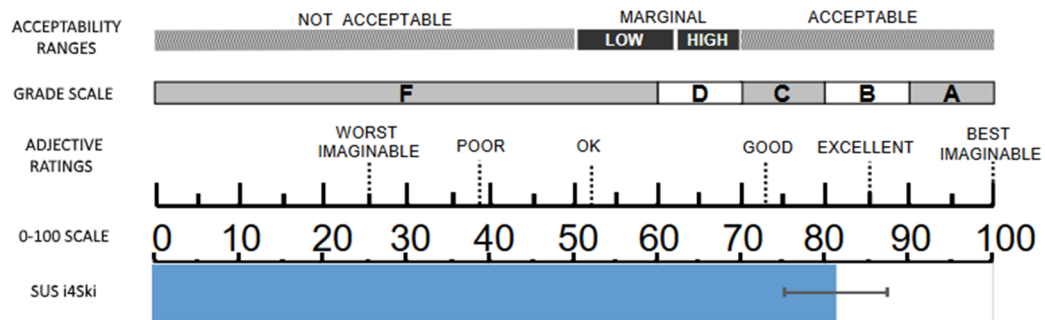 NOT ACCEPTABLE
MARGINAL
ACCEPTABLE
ACCEPTABILITY
RANGES
LOW
HIGH
GRADE SCALE
F
D
C
B
A
ADJECTIVE
RATINGS
WORST
IMAGINABLE
POOR
OK
GOOD
EXCELLENT
BEST
IMAGINABLE
0-100 SCALE
0 10 20 30 40 50 60 70 80 90 100
SUS i4Ski